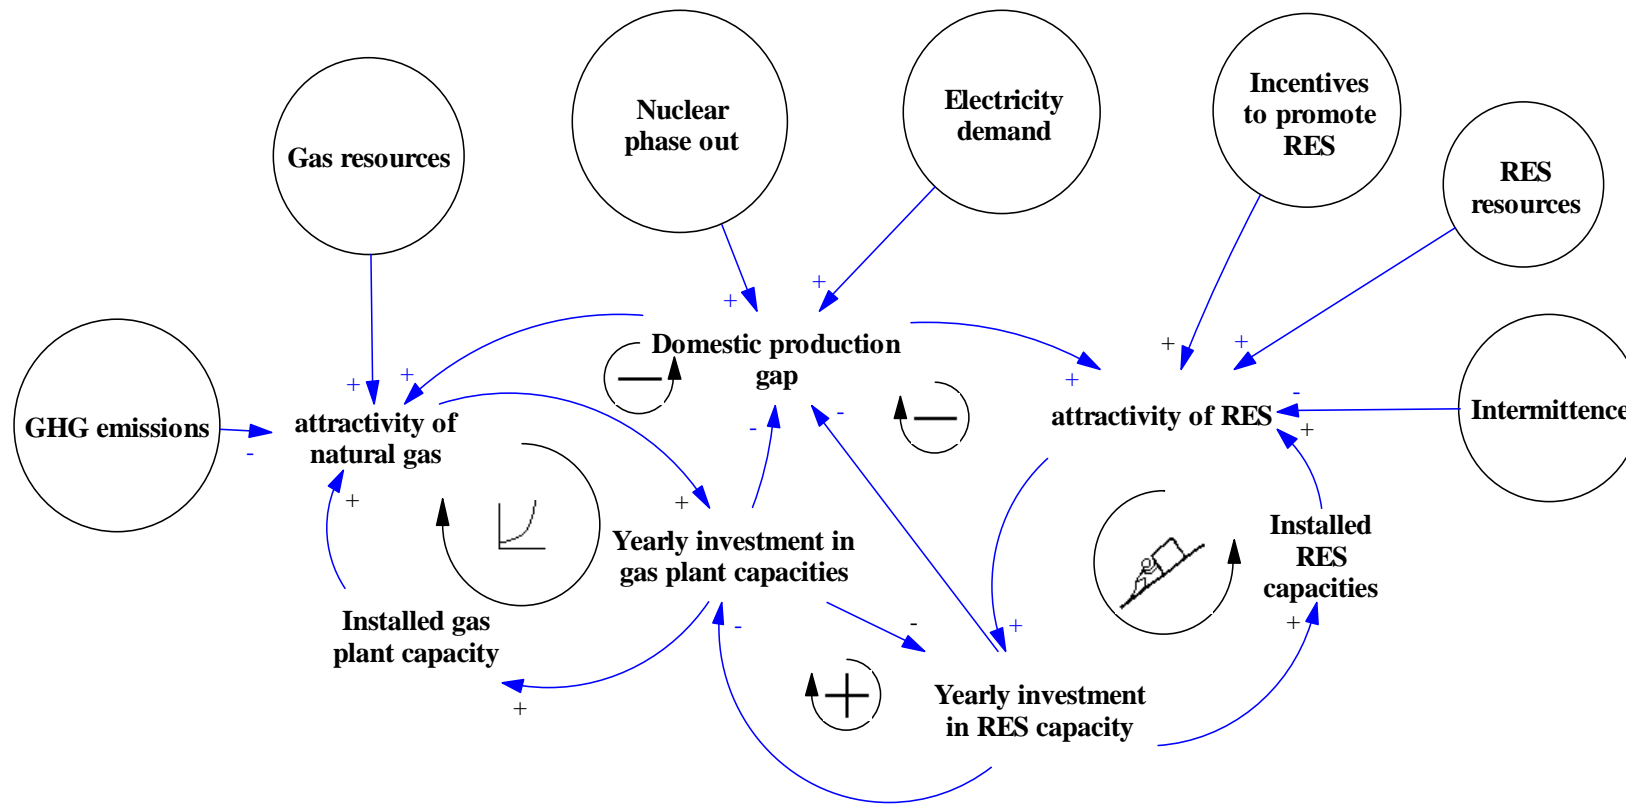 Gas resources
Nuclear
phase out
Electricity
demand
Incentives
to promote
RES
RES
resources
GHG emissions
Intermittence
Domestic production
gap
attractivity of
natural gas
attractivity of RES
Yearly investment in
gas plant capacities
Installed gas
plant capacity
Yearly investment
in RES capacity
Installed
RES
capacities
+
+
+
+
+
+
+
-
+
-
+
-
-
+
+
+
-
-
+
+
+